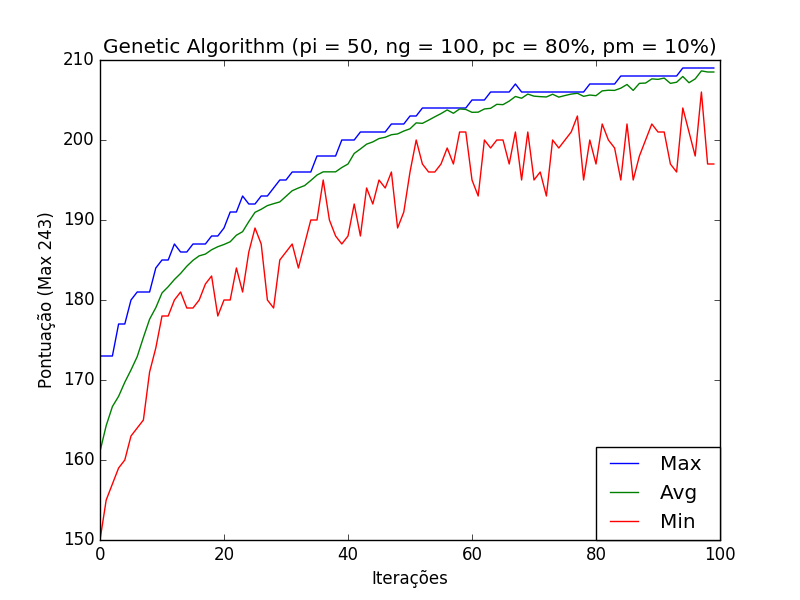 Genetic Algorithm (pi = 50, ng = 100, pc = 80%, pm = 10%)
210
200
190
180
170
160
150
Pontuação (Max 243)
0 20 40 60 80 100
Iterações
Max
Avg
Min